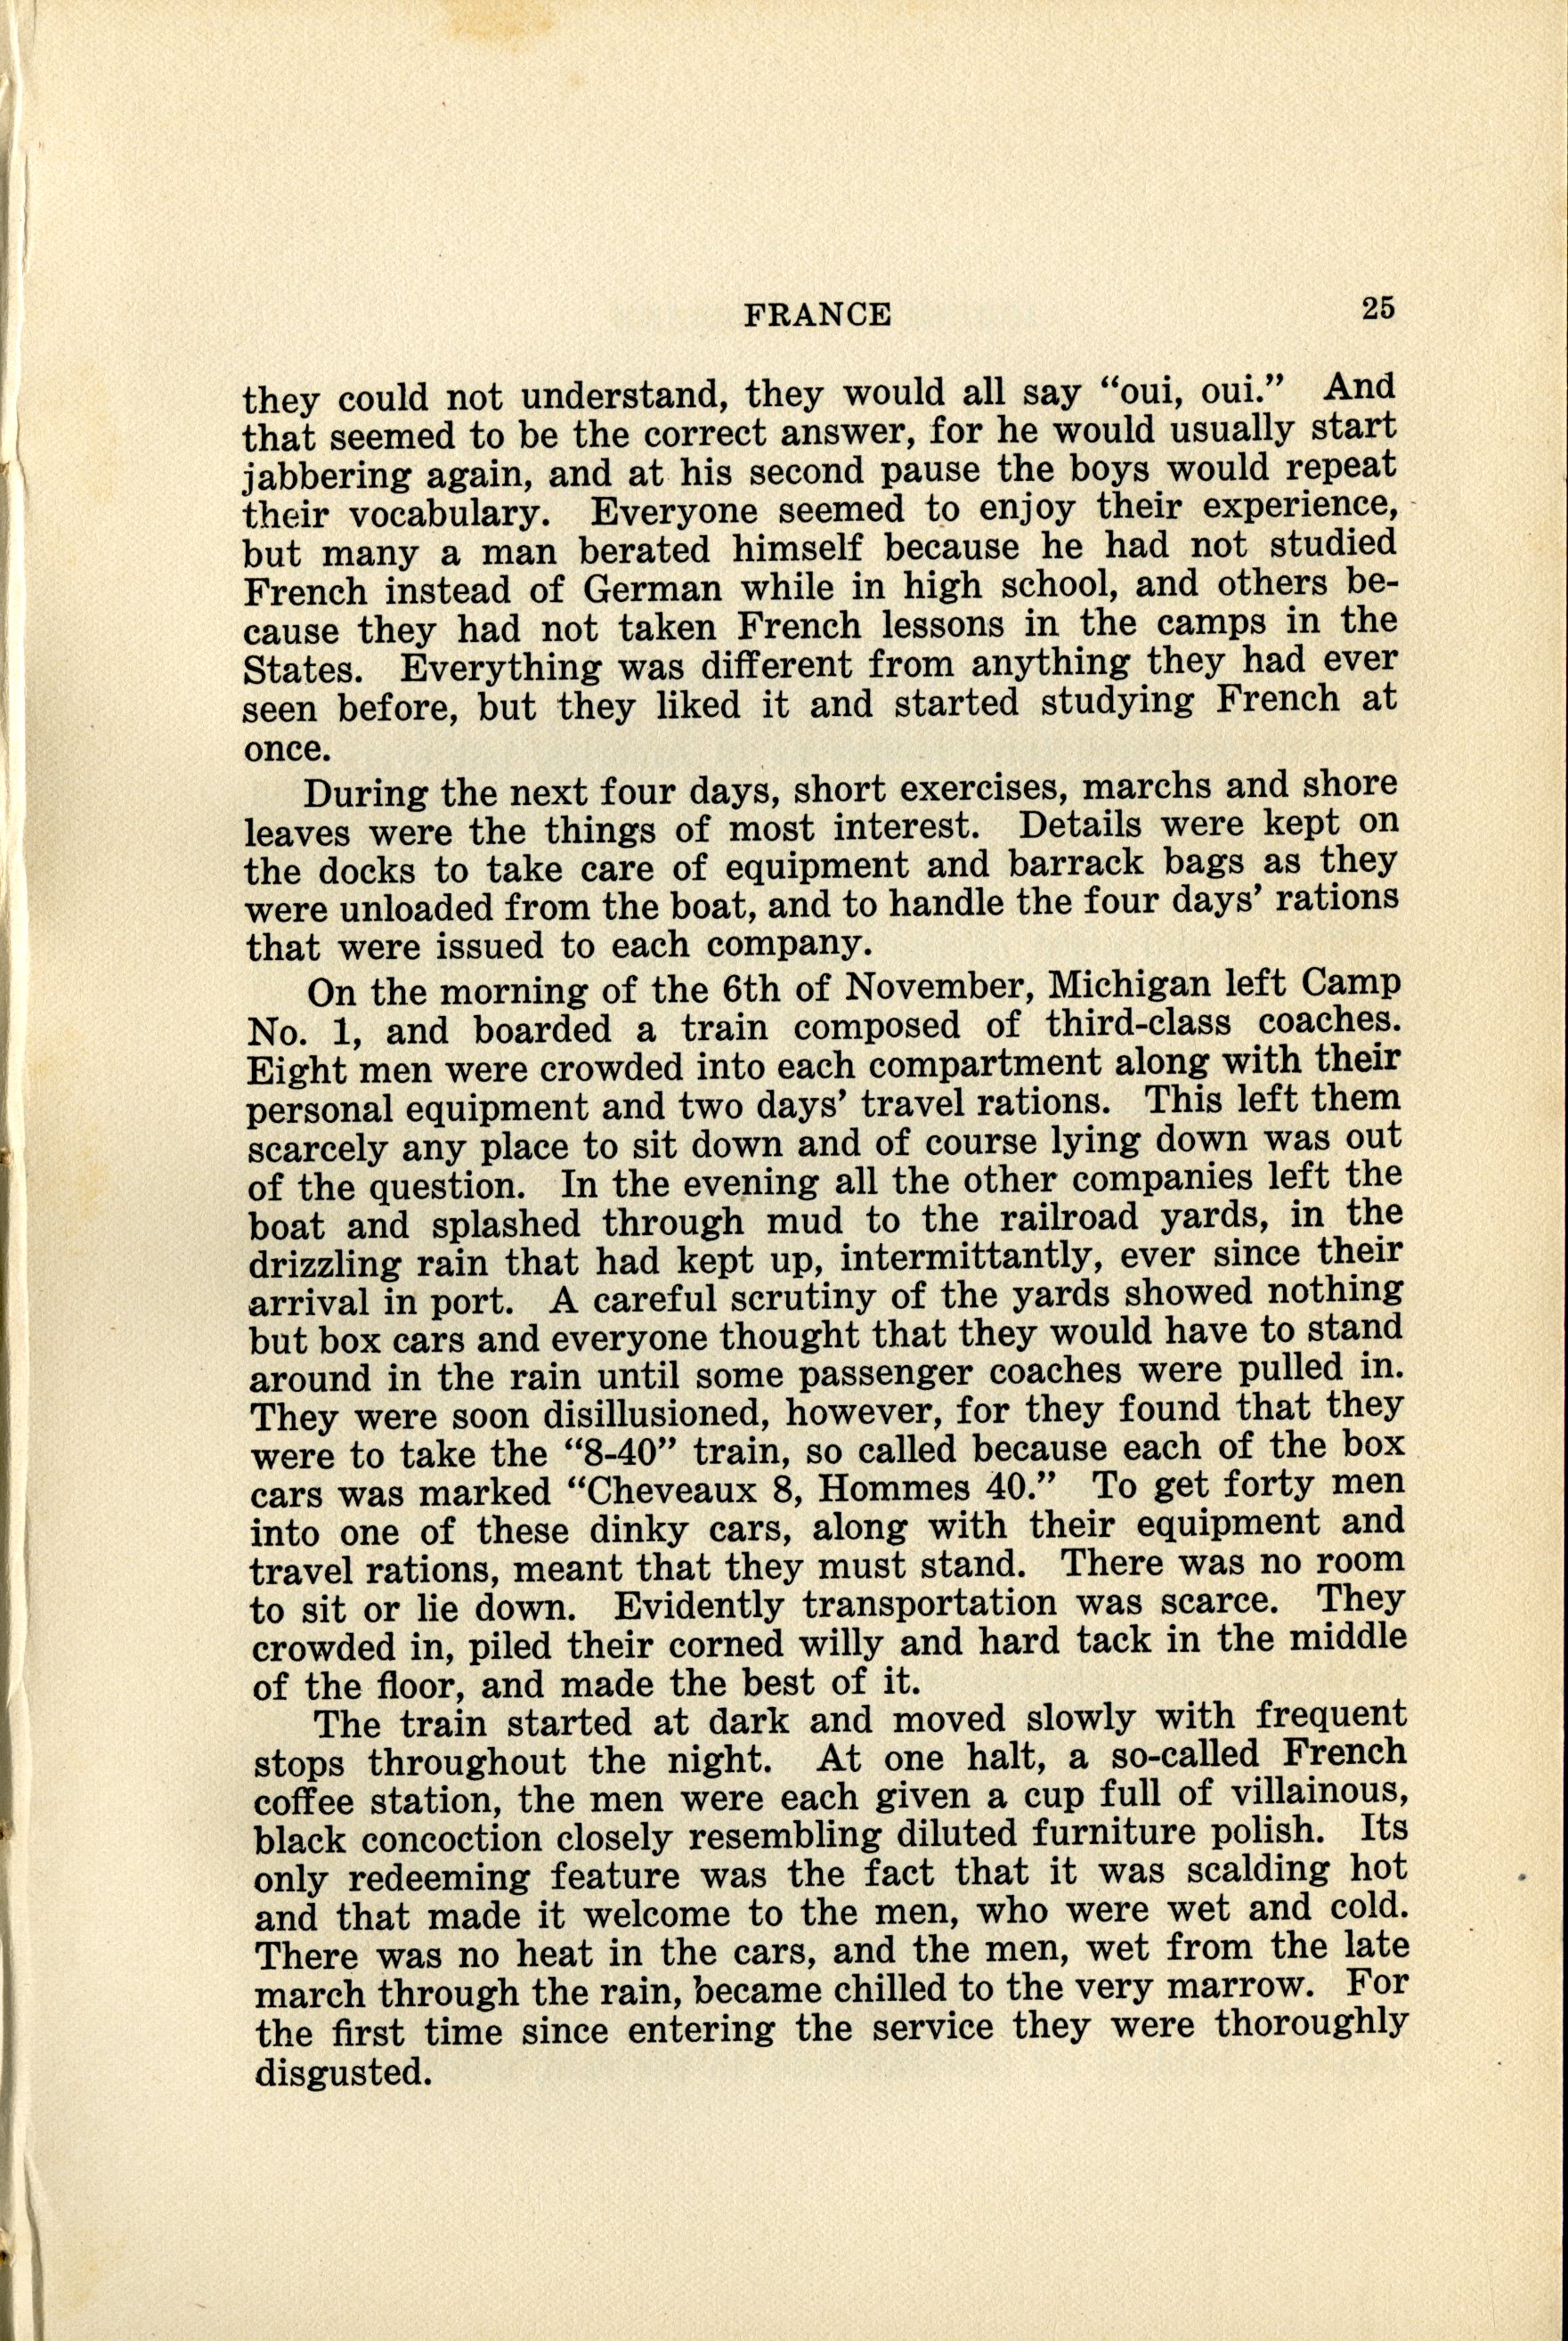 FRANCE 25
they could not understand, they would all say “oui, oui.” And
that seemed to be the correct answer, for he would usually start
jabbering again, and at his second pause the boys would repeat
their vocabulary. Everyone seemed to enjoy their experience,
but many a man berated himself because he had not studied
French instead of German while in high school, and others be-
cause they had not taken French lessons in the camps in the
States. Everything was different from anything they had ever
seen before, but they liked it and started studying French at
once.
During the next four days, short exercises, marchs and shore
leaves were the things of most interest. Details were kept on
the docks to take care of equipment and barrack bags as they
were unloaded from the boat, and to handle the four days’ rations
that were issued to each company.
On the morning of the 6th of November, Michigan left Camp
No. 1, and boarded a train composed of third-class coaches.
Eight men were crowded into each compartment along with their
personal equipment and two days’ travel rations. This left them
scarcely any place to sit down and of course lying down was out
of the question. In the evening all the other companies left the
boat and splashed through mud to the railroad yards, in the
drizzling rain that had kept up, intermittantly, ever since their
arrival in port. A careful scrutiny of the yards showed nothing
but box cars and everyone thought that they would have to stand
around in the rain until some passenger coaches were pulled in.
They were soon disillusioned, however, for they found that they
were to take the “8-40” train, so called because each of the box
cars was marked “Cheveaux 8, Hommes 40.” To get forty men
into one of these dinky cars, along with their equipment and
travel rations, meant that they must stand. There was no room
to sit or lie down. Evidently transportation was scarce. They
crowded in, piled their corned willy and hard tack in the middle
of the floor, and made the best of it.
The train started at dark and moved slowly with frequent
stops throughout the night. At one halt, a so-called French
coffee station, the men were each given a cup full of villainous,
black concoction closely resembling diluted furniture polish. Its
only redeeming feature was the fact that it was scalding hot
and that made it welcome to the men, who were wet and cold.
There was no heat in the cars, and the men, wet from the late
march through the rain, became chilled to the very marrow. For
the first time since entering the service they were thoroughly
disgusted.